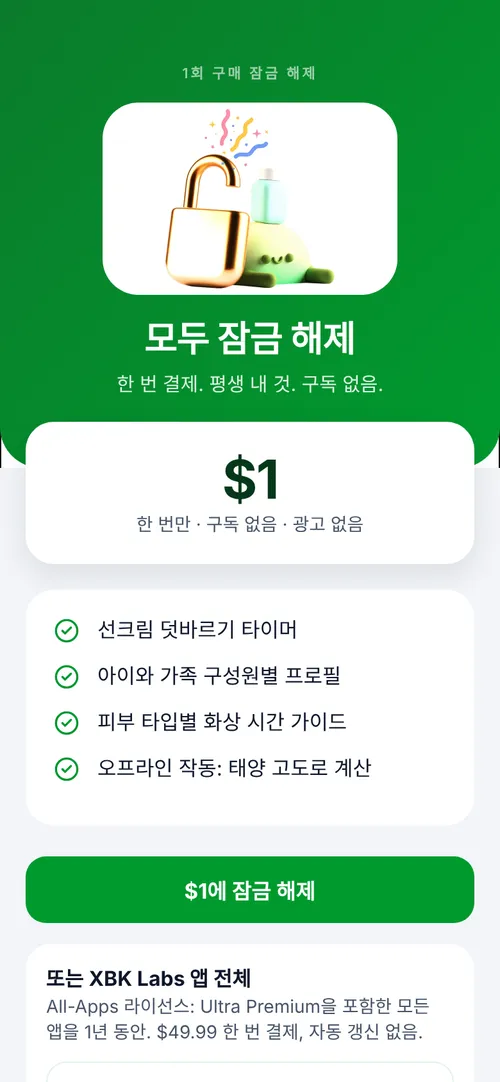 1회 구매 잠금 해제
모두 잠금 해제
한 번 결제. 평생 내 것. 구독 없음.
$1
한 번만 · 구독 없음 · 광고 없음
선크림 덧바르기 타이머
아이와 가족 구성원별 프로필
피부 타입별 화상 시간 가이드
오프라인 작동: 태양 고도로 계산
$1에 잠금 해제
또는 XBK Labs 앱 전체
All-Apps 라이선스: Ultra Premium을 포함한 모든
앱을 1년 동안. $49.99 한 번 결제, 자동 갱신 없음.